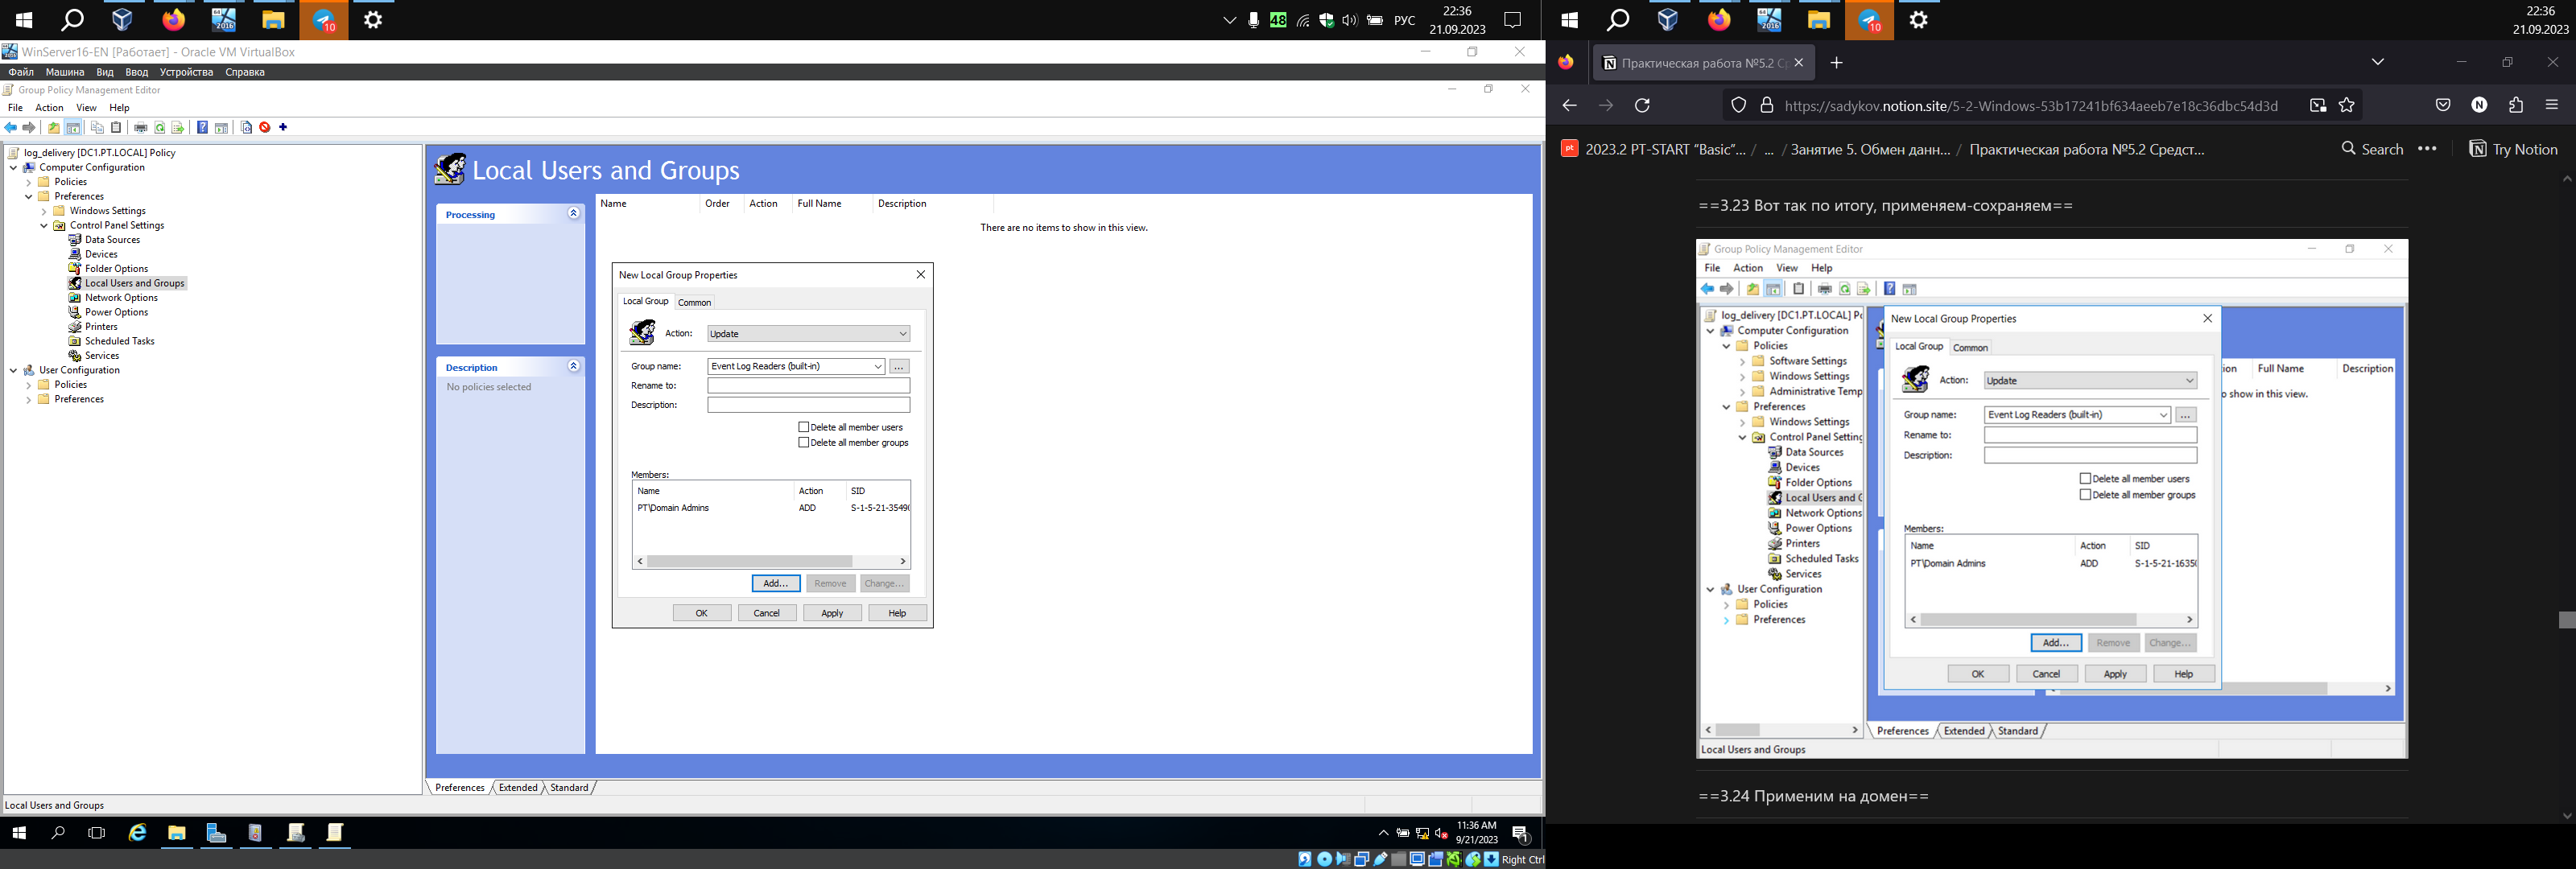 48
РУС
22:36
21.09.2023
10
WinServer16-EN [Работает] - Oracle VM VirtualBox
Файл Машина Вид Ввод Устройства Справка
Group Policy Management Editor
File Action View Help
log_delivery [DC1.PT.LOCAL] Policy
Computer Configuration
Policies
Preferences
Windows Settings
Control Panel Settings
Data Sources
Devices
Folder Options
Local Users and Groups
Network Options
Power Options
Printers
Scheduled Tasks
Services
User Configuration
Policies
Preferences
Local Users and Groups
Processing
Description
No policies selected
Name Order Action Full Name Description
There are no items to show in this view.
New Local Group Properties
Local Group Common
Action: Update
Group name: Event Log Readers (built-in) ...
Rename to:
Description:
Delete all member users
Delete all member groups
Members:
Name Action SID
PT\Domain Admins ADD S-1-5-21-3549
Add... Remove Change...
OK Cancel Apply Help
Preferences Extended Standard
Local Users and Groups
11:36 AM
9/21/2023
1
Right Ctrl
10
22:36
21.09.2023
Практическая работа №5.2 Ср
https://sadykov.notion.site/5-2-Windows-53b17241bf634aeeb7e18c36dbc54d3d
pt 2023.2 PT-START “Basic”... / ... / Занятие 5. Обмен данн... / Практическая работа №5.2 Средст... Search ••• Try Notion
==3.23 Вот так по итогу, применяем-сохраняем==
Group Policy Management Editor
File Action View Help
log_delivery [DC1.PT.LOCAL] P
Computer Configuration
Policies
Software Settings
Windows Settings
Administrative Temp
Preferences
Windows Settings
Control Panel Setting
Data Sources
Devices
Folder Options
Local Users and G
Network Options
Power Options
Printers
Scheduled Tasks
Services
User Configuration
Policies
Preferences
New Local Group Properties
Local Group Common
Action: Update
Group name: Event Log Readers (built-in) ...
Rename to:
Description:
Delete all member users
Delete all member groups
Members:
Name Action SID
PT\Domain Admins ADD S-1-5-21-1635
Add... Remove Change...
OK Cancel Apply Help
ion Full Name Description
o show in this view.
Preferences Extended Standard
Local Users and Groups
==3.24 Применим на домен==